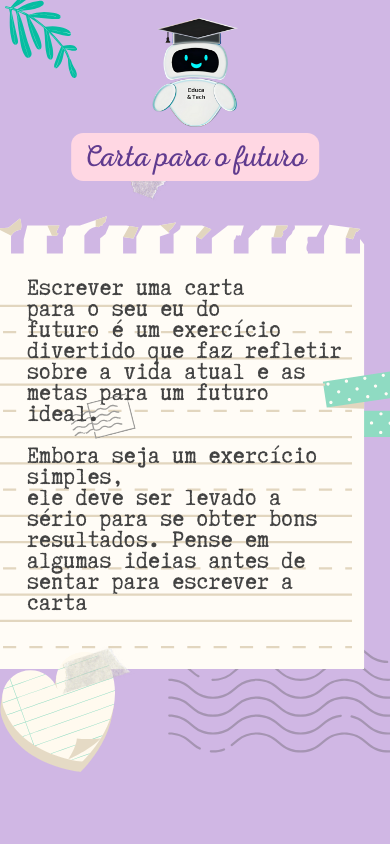 Educa
& Tech
Carta para o futuro
Escrever uma carta
para o seu eu do
futuro é um exercício
divertido que faz refletir
sobre a vida atual e as
metas para um futuro
ideal.
Embora seja um exercício
simples,
ele deve ser levado a
sério para se obter bons
resultados. Pense em
algumas ideias antes de
sentar para escrever a
carta